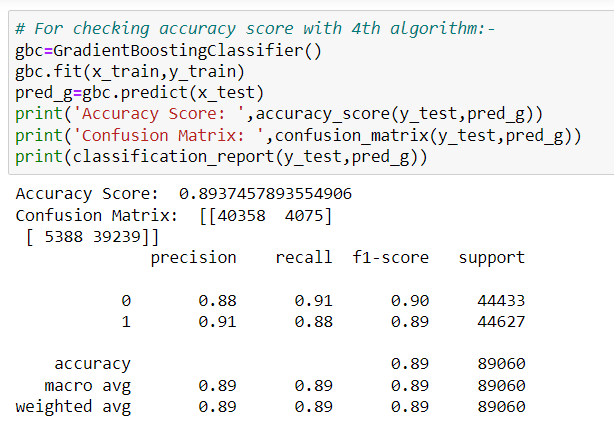 # For checking accuracy score with 4th algorithm:-
gbc=GradientBoostingClassifier()
gbc.fit(x_train,y_train)
pred_g=gbc.predict(x_test)
print('Accuracy Score: ',accuracy_score(y_test,pred_g))
print('Confusion Matrix: ',confusion_matrix(y_test,pred_g))
print(classification_report(y_test,pred_g))
Accuracy Score:  0.8937457893554906
Confusion Matrix:  [[40358  4075]
 [ 5388 39239]]
              precision    recall  f1-score   support

           0       0.88      0.91      0.90     44433
           1       0.91      0.88      0.89     44627

    accuracy                           0.89     89060
   macro avg       0.89      0.89      0.89     89060
weighted avg       0.89      0.89      0.89     89060